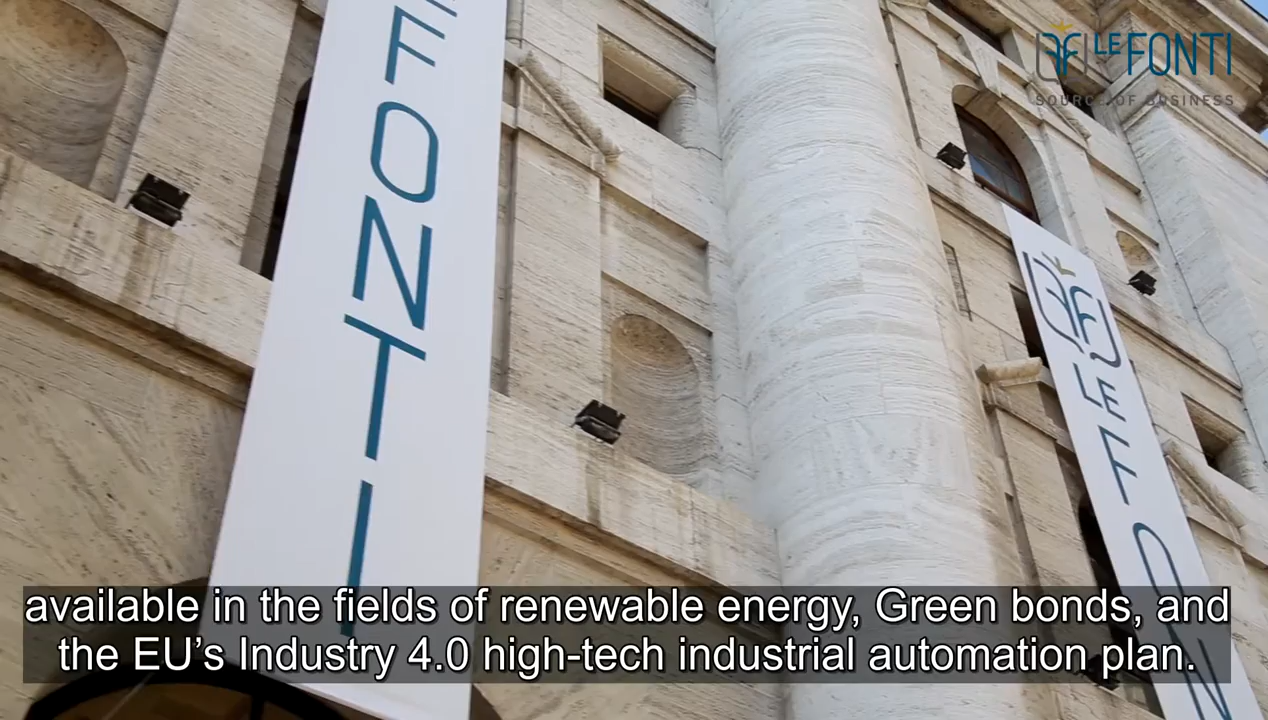 LE FONTI
SOURCE OF BUSINESS
FONTI
LE FON
available in the fields of renewable energy, Green bonds, and
the EU’s Industry 4.0 high-tech industrial automation plan.